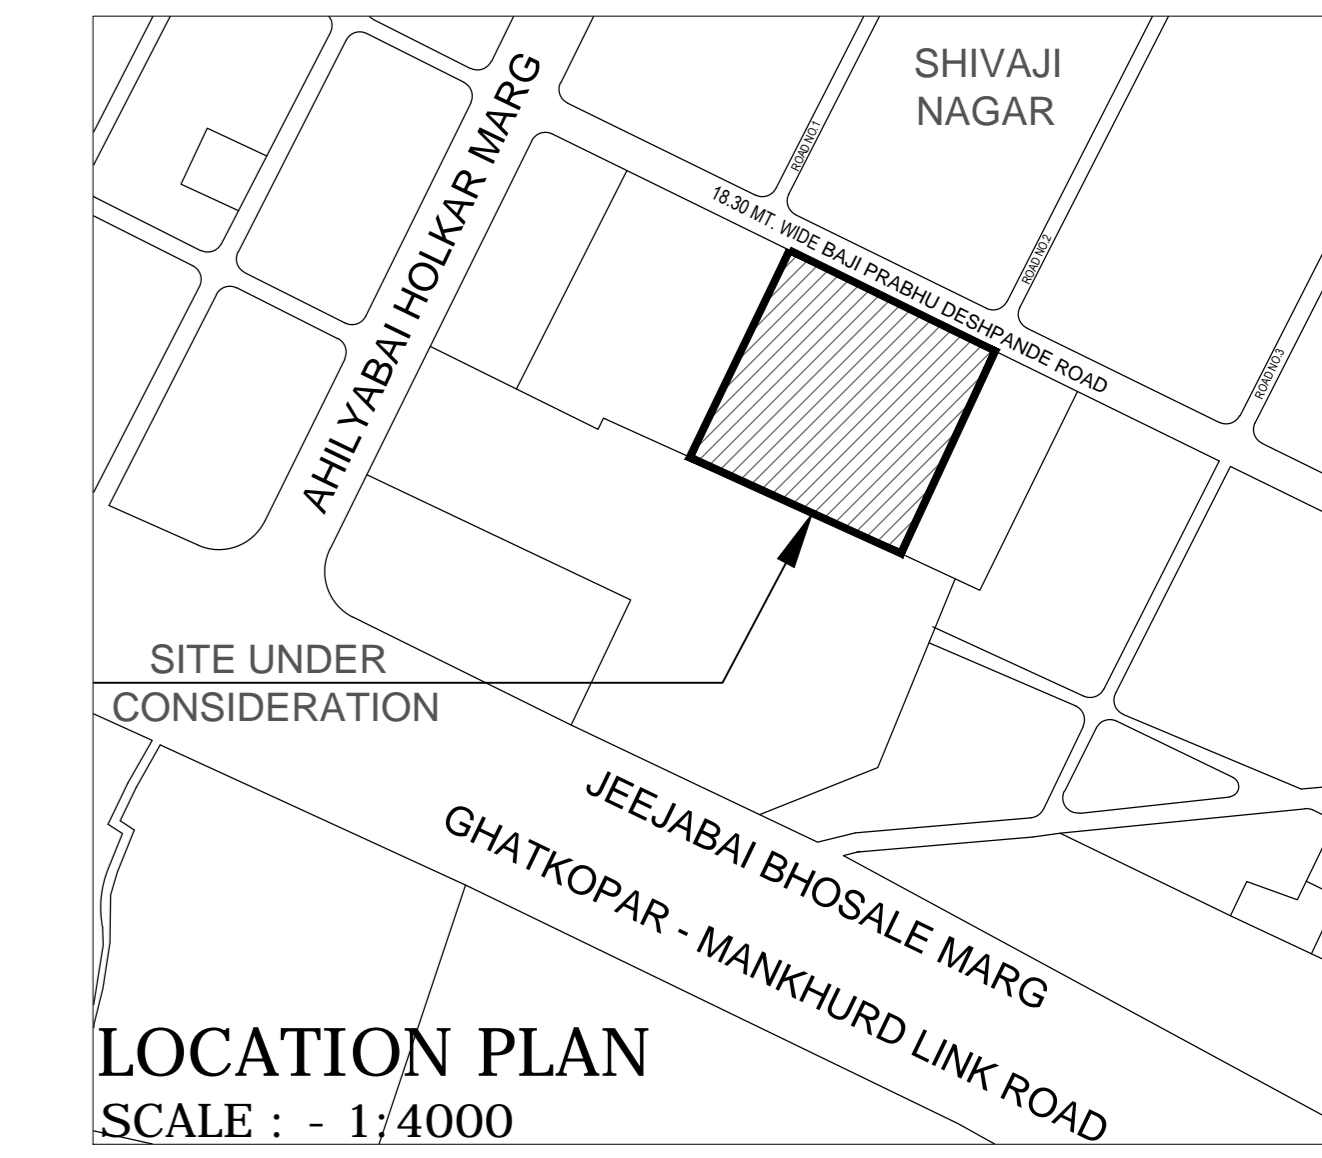 SHIVAJI
NAGAR
AHILYABAI HOLKAR MARG
ROAD NO.1
18.30 MT. WIDE BAJI PRABHU DESHPANDE ROAD
ROAD NO.2
ROAD NO.3
SITE UNDER
CONSIDERATION
JEEJABAI BHOSALE MARG
GHATKOPAR - MANKHURD LINK ROAD
LOCATION PLAN
SCALE : - 1:4000